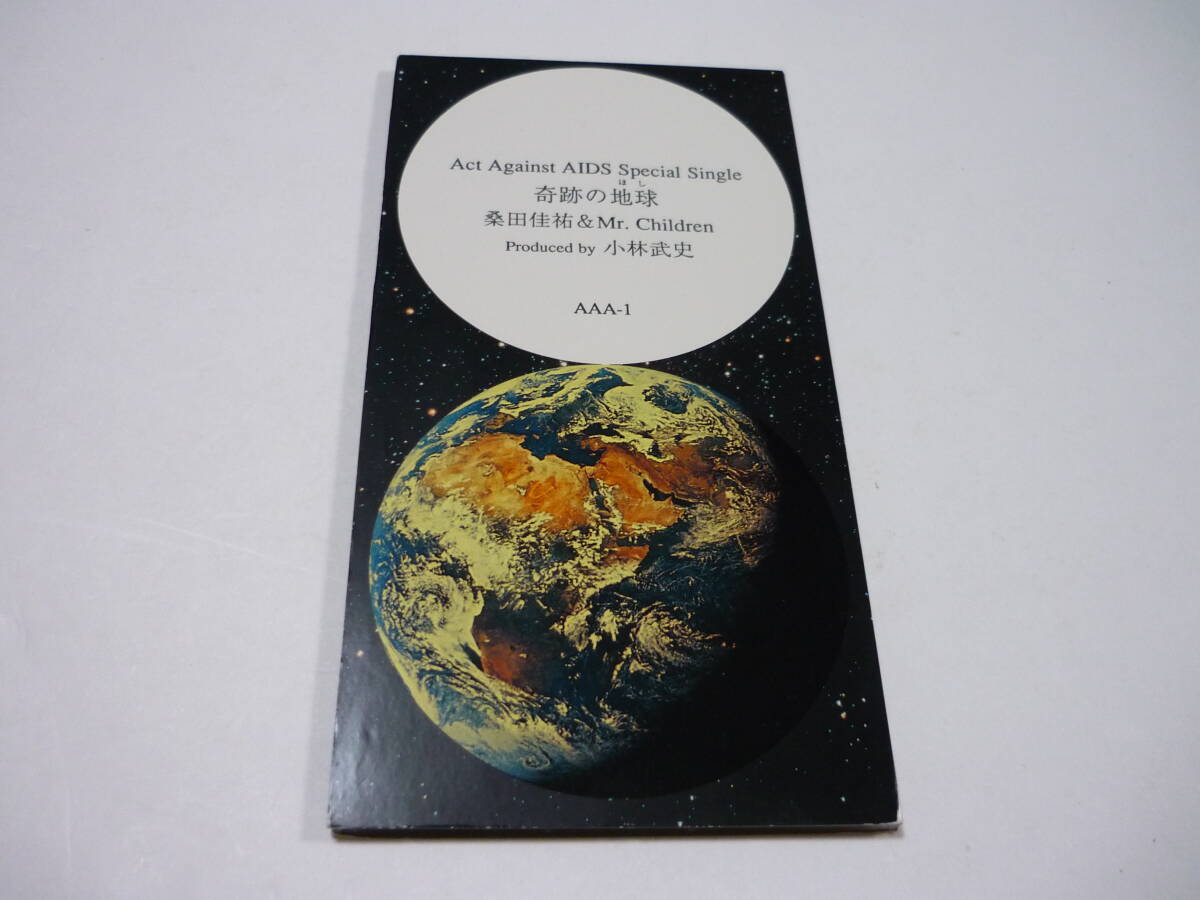 Act Against AIDS Special Single
ほし
奇跡の地球
桑田佳祐&Mr. Children
Produced by 小林武史
AAA-1